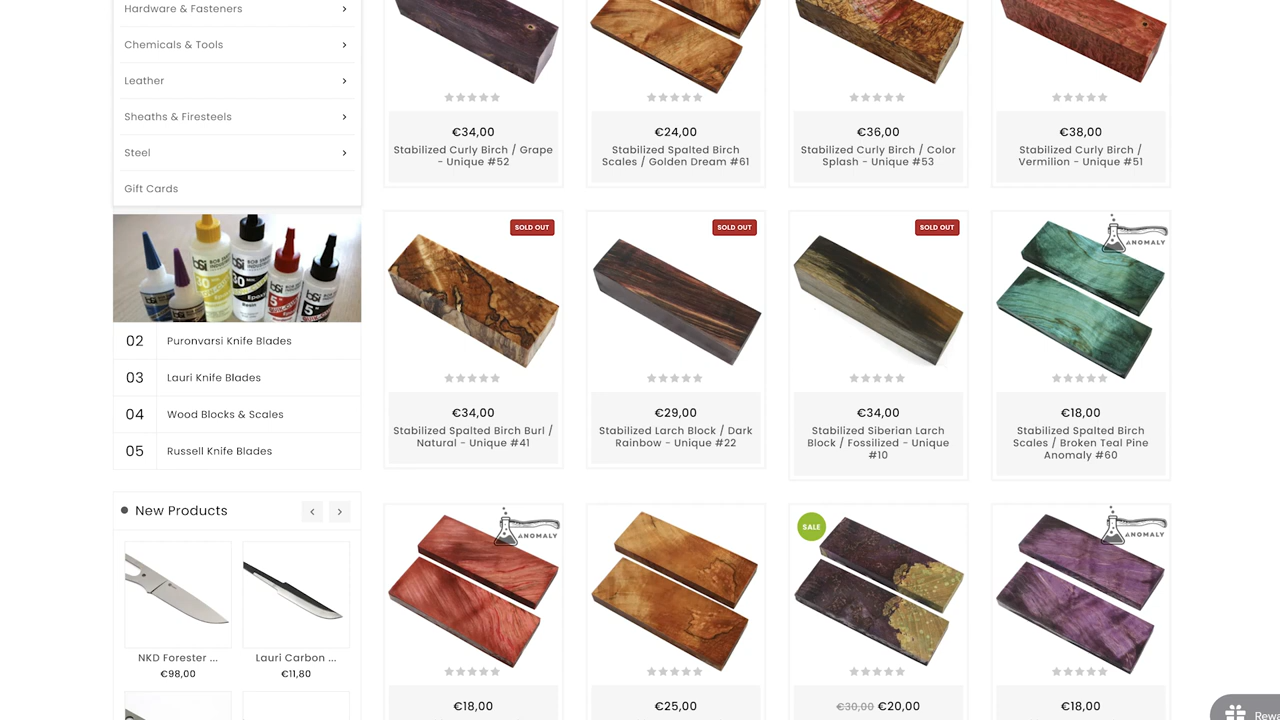 Hardware & Fasteners
Chemicals & Tools
Leather
Sheaths & Firesteels
Steel
Gift Cards
02 Puronvarsi Knife Blades
03 Lauri Knife Blades
04 Wood Blocks & Scales
05 Russell Knife Blades
New Products
NKD Forester ...
€98,00
Lauri Carbon ...
€11,80
€34,00
Stabilized Curly Birch / Grape
- Unique #52
€24,00
Stabilized Spalted Birch
Scales / Golden Dream #61
€36,00
Stabilized Curly Birch / Color
Splash - Unique #53
€38,00
Stabilized Curly Birch /
Vermilion - Unique #51
SOLD OUT
€34,00
Stabilized Spalted Birch Burl /
Natural - Unique #41
SOLD OUT
€29,00
Stabilized Larch Block / Dark
Rainbow - Unique #22
SOLD OUT
€34,00
Stabilized Siberian Larch
Block / Fossilized - Unique
#10
ANOMALY
€18,00
Stabilized Spalted Birch
Scales / Broken Teal Pine
Anomaly #60
ANOMALY
€18,00
€25,00
SALE
€30,00 €20,00
ANOMALY
€18,00